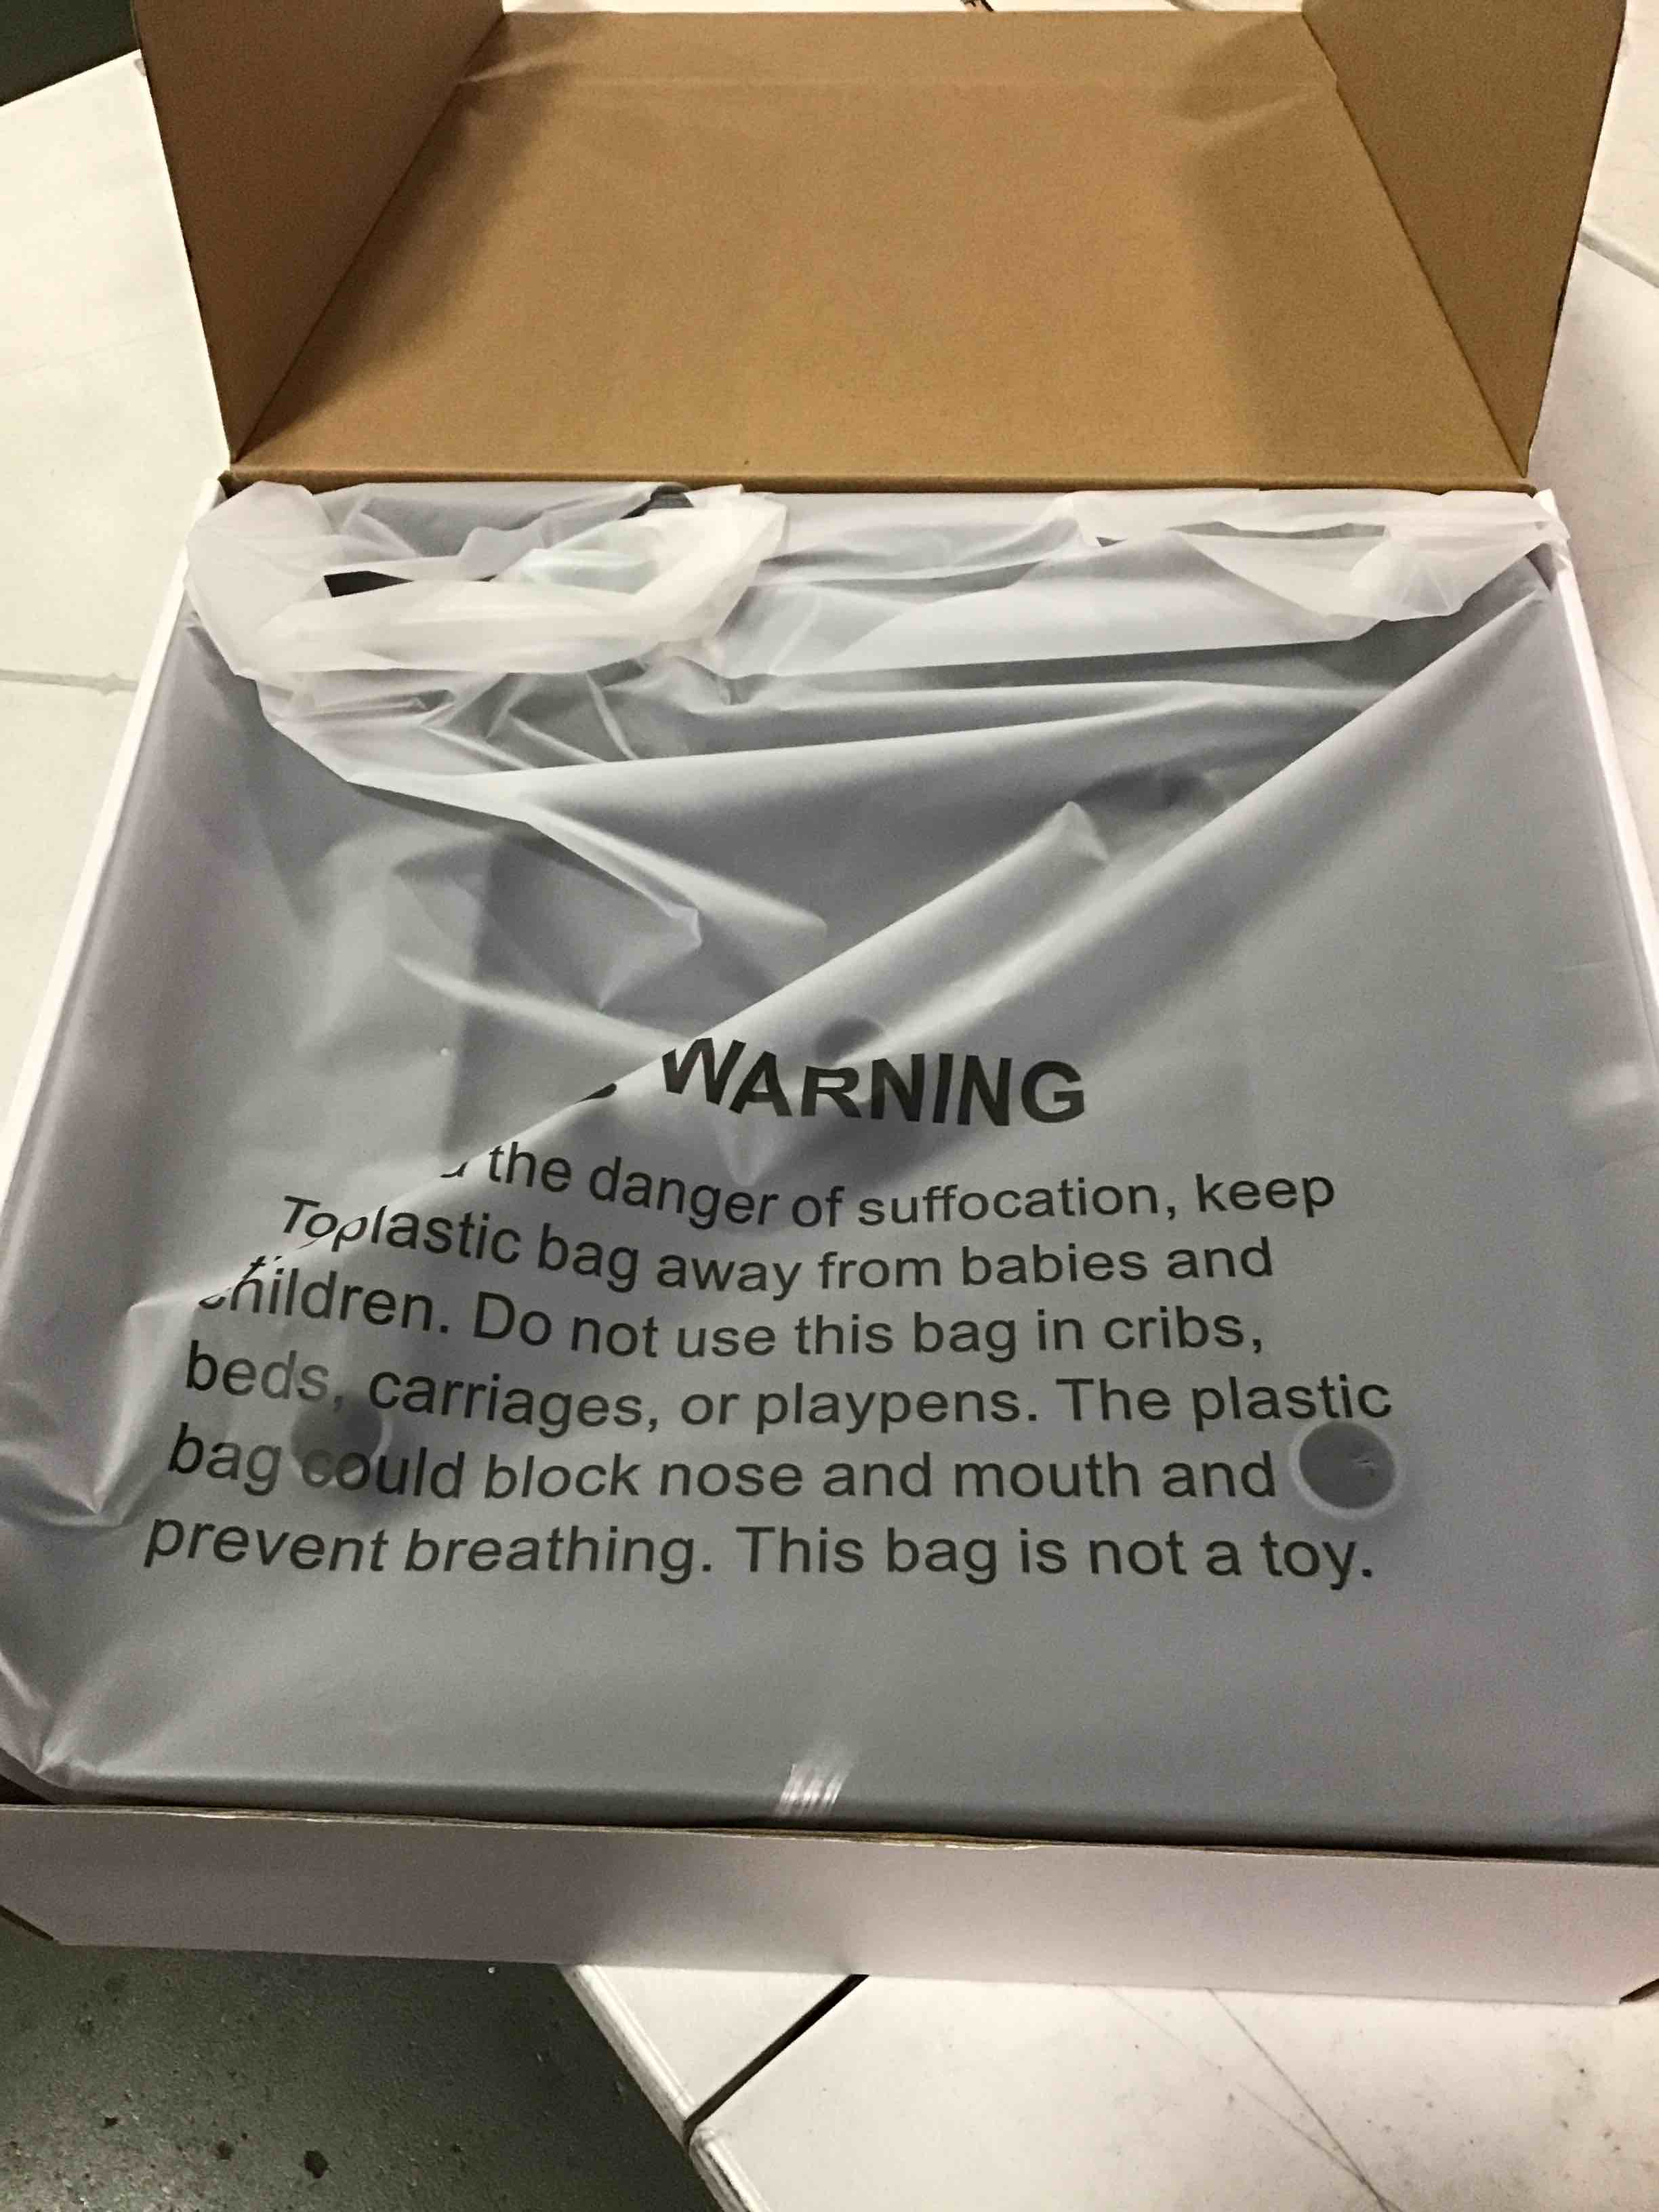 WARNING
the danger of suffocation, keep
plastic bag away from babies and
children. Do not use this bag in cribs,
beds, carriages, or playpens. The plastic
bag could block nose and mouth and
prevent breathing. This bag is not a toy.